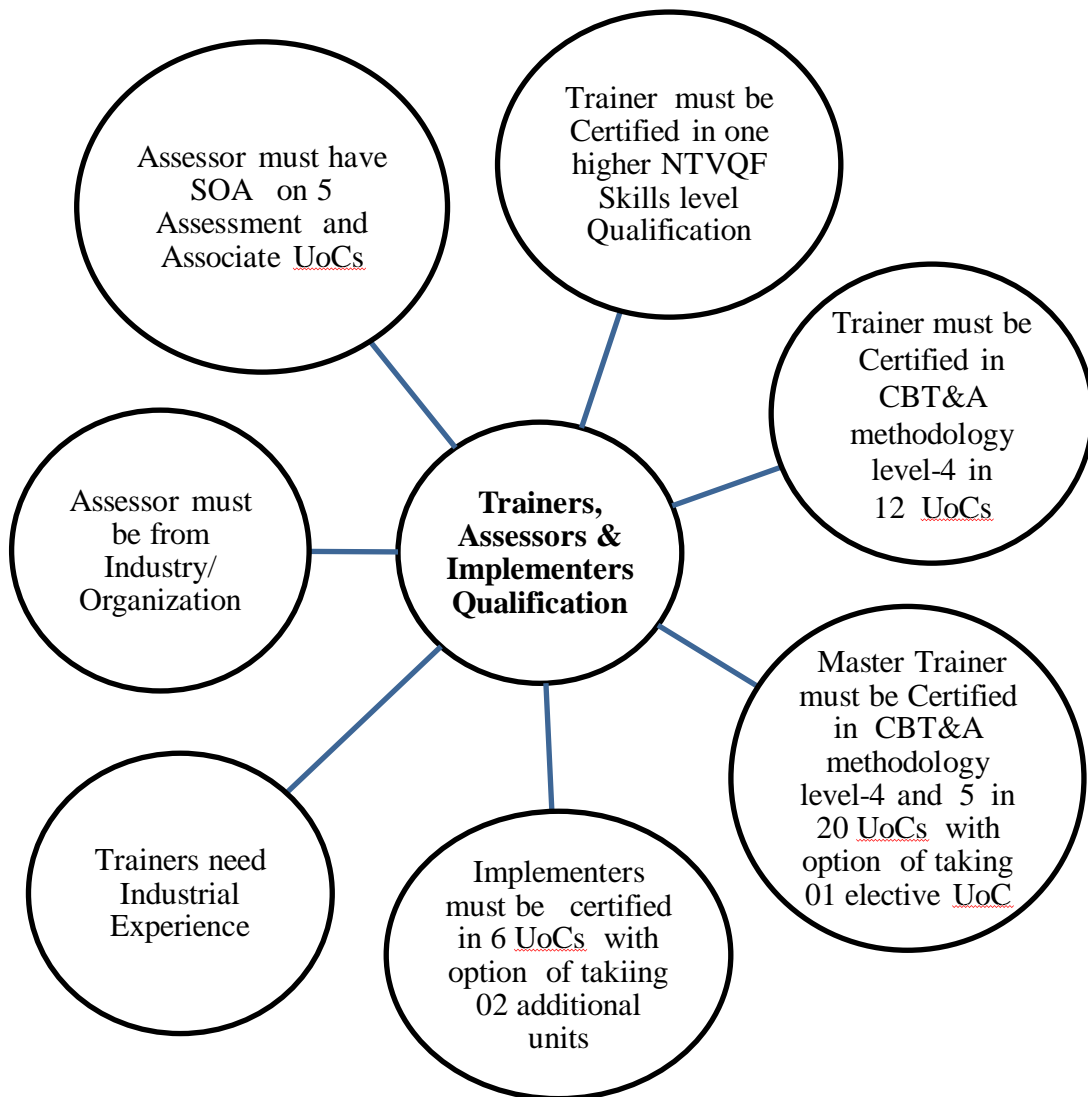 Trainers,
Assessors &
Implementers
Qualification
Trainer must be
Certified in one
higher NTVQF
Skills level
Qualification
Trainer must be
Certified in
CBT&A
methodology
level-4 in
12 UoCs
Master Trainer
must be Certified
in CBT&A
methodology
level-4 and 5 in
20 UoCs with
option of taking
01 elective UoC
Implementers
must be certified
in 6 UoCs with
option of takiing
02 additional
units
Trainers need
Industrial
Experience
Assessor must
be from
Industry/
Organization
Assessor must have
SOA on 5
Assessment and
Associate UoCs